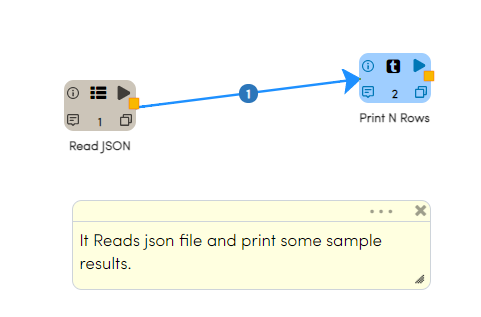 1
t
1
2
Read JSON
Print N Rows
It Reads json file and print some sample
results.